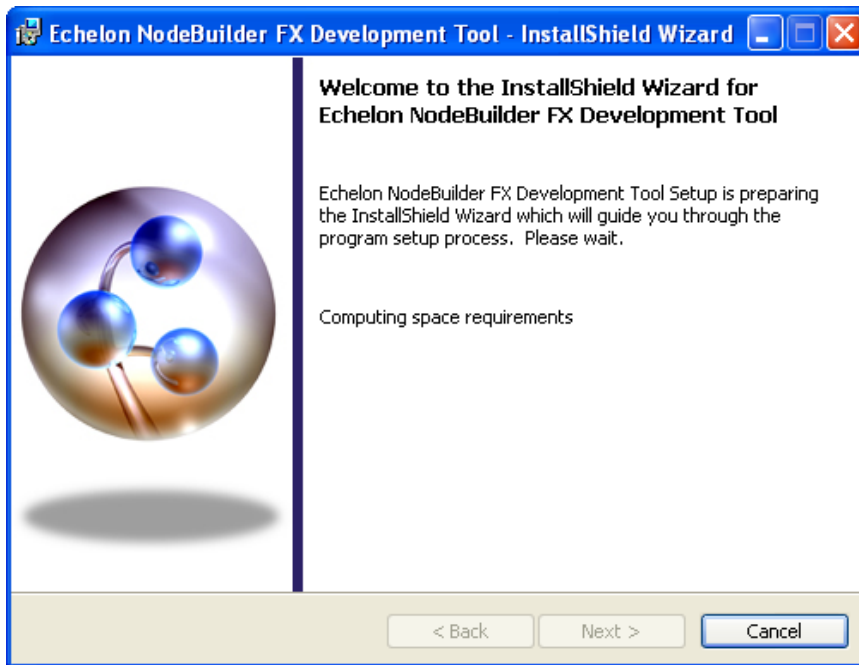 Echelon NodeBuilder FX Development Tool - InstallShield Wizard
Welcome to the InstallShield Wizard for
Echelon NodeBuilder FX Development Tool
Echelon NodeBuilder FX Development Tool Setup is preparing
the InstallShield Wizard which will guide you through the
program setup process. Please wait.
Computing space requirements
< Back Next > Cancel